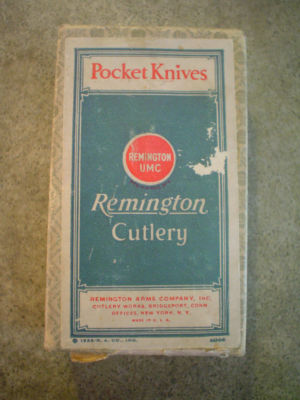 Pocket Knives
REMINGTON
UMC
Remington
Cutlery
REMINGTON ARMS COMPANY, INC.
CUTLERY WORKS, BRIDGEPORT, CONN.
OFFICES, NEW YORK, N. Y.
MADE IN U. S. A.